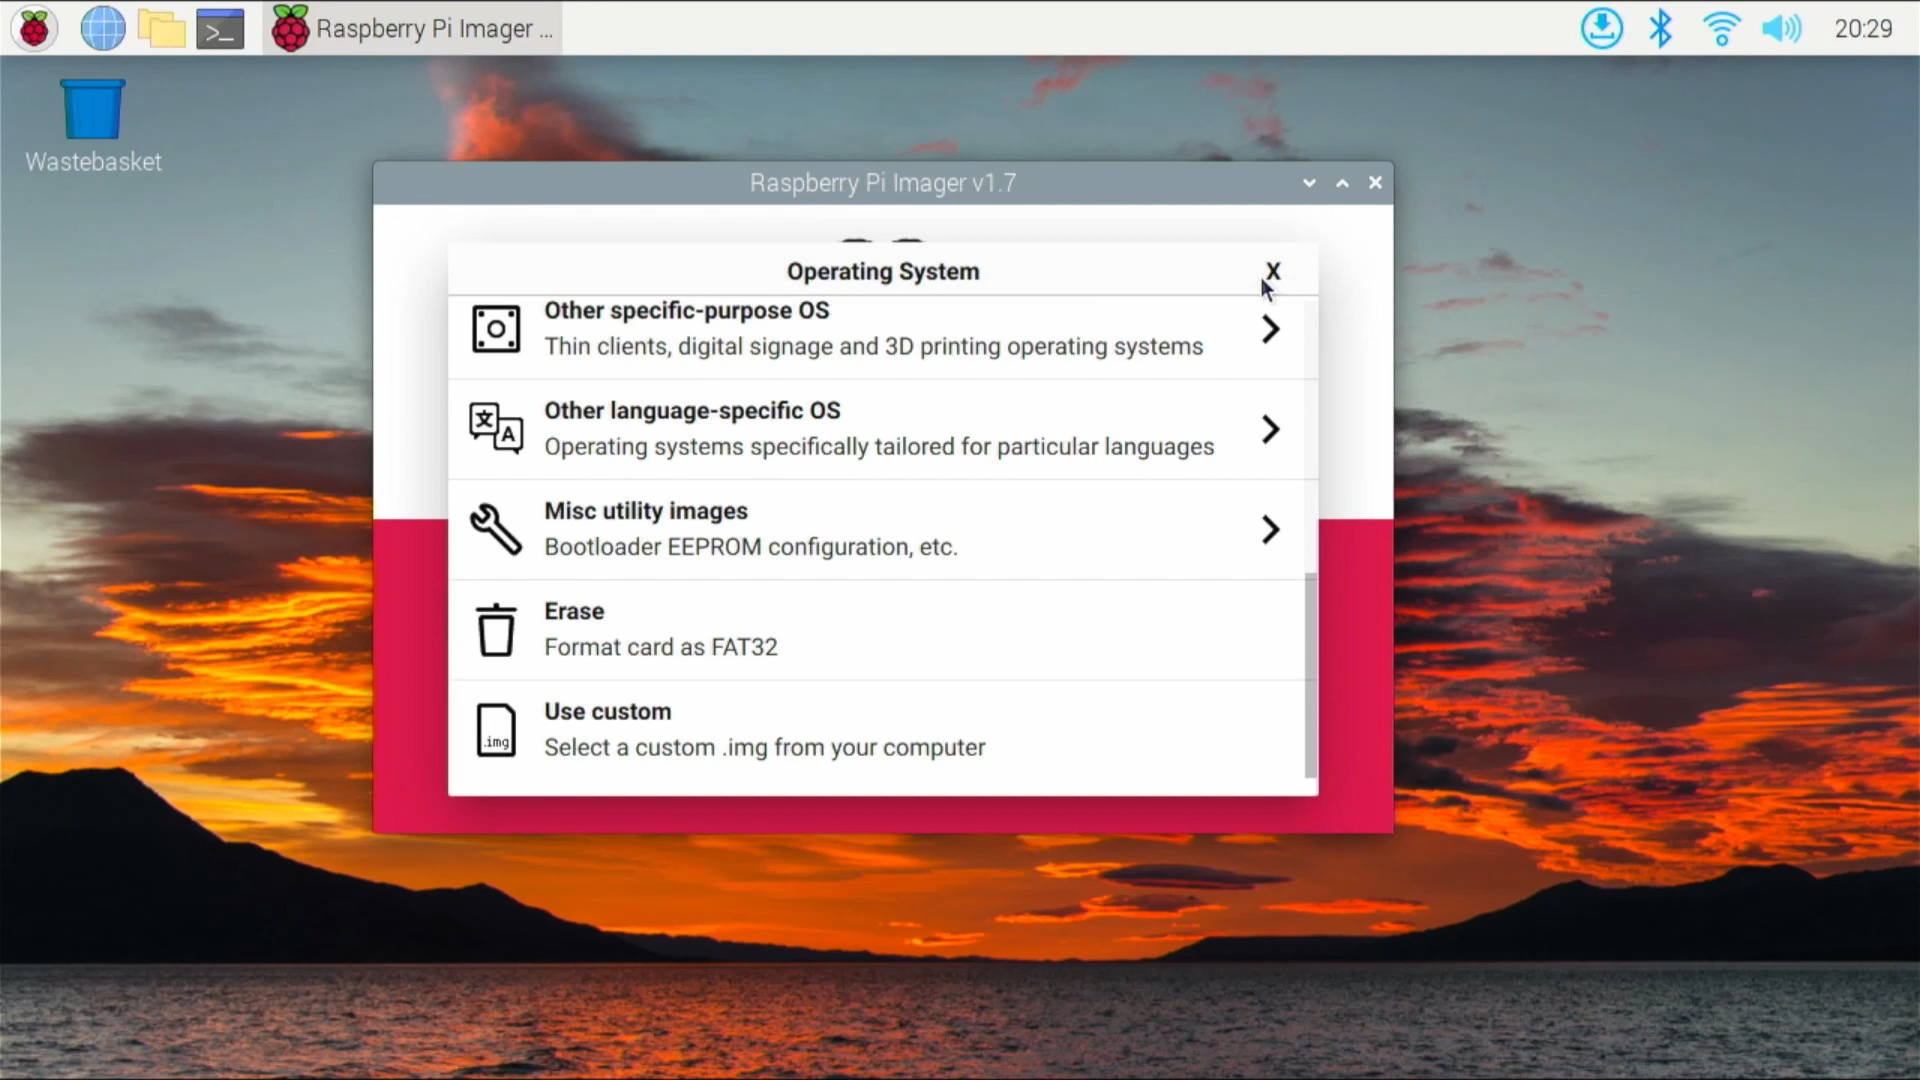 Raspberry Pi Imager ...
20:29
Wastebasket
Raspberry Pi Imager v1.7
Operating System
X
Other specific-purpose OS
Thin clients, digital signage and 3D printing operating systems
Other language-specific OS
Operating systems specifically tailored for particular languages
文
A
Misc utility images
Bootloader EEPROM configuration, etc.
Erase
Format card as FAT32
Use custom
.img
Select a custom .img from your computer